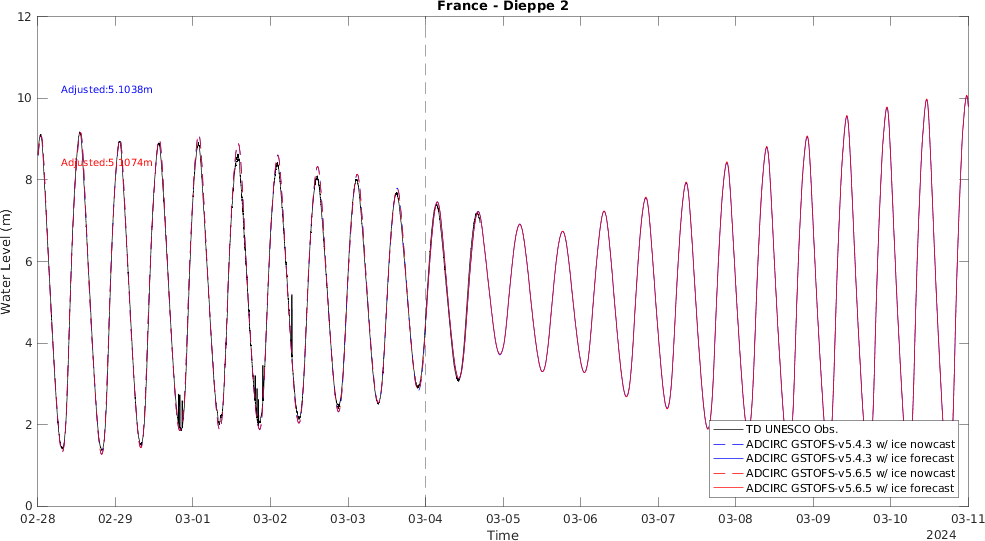 France - Dieppe 2
12
10
8
6
4
2
0
Water Level (m)
Adjusted:5.1038m
Adjusted:5.1074m
TD UNESCO Obs.
ADCIRC GSTOFS-v5.4.3 w/ ice nowcast
ADCIRC GSTOFS-v5.4.3 w/ ice forecast
ADCIRC GSTOFS-v5.6.5 w/ ice nowcast
ADCIRC GSTOFS-v5.6.5 w/ ice forecast
02-28 02-29 03-01 03-02 03-03 03-04 03-05 03-06 03-07 03-08 03-09 03-10 03-11
Time
2024